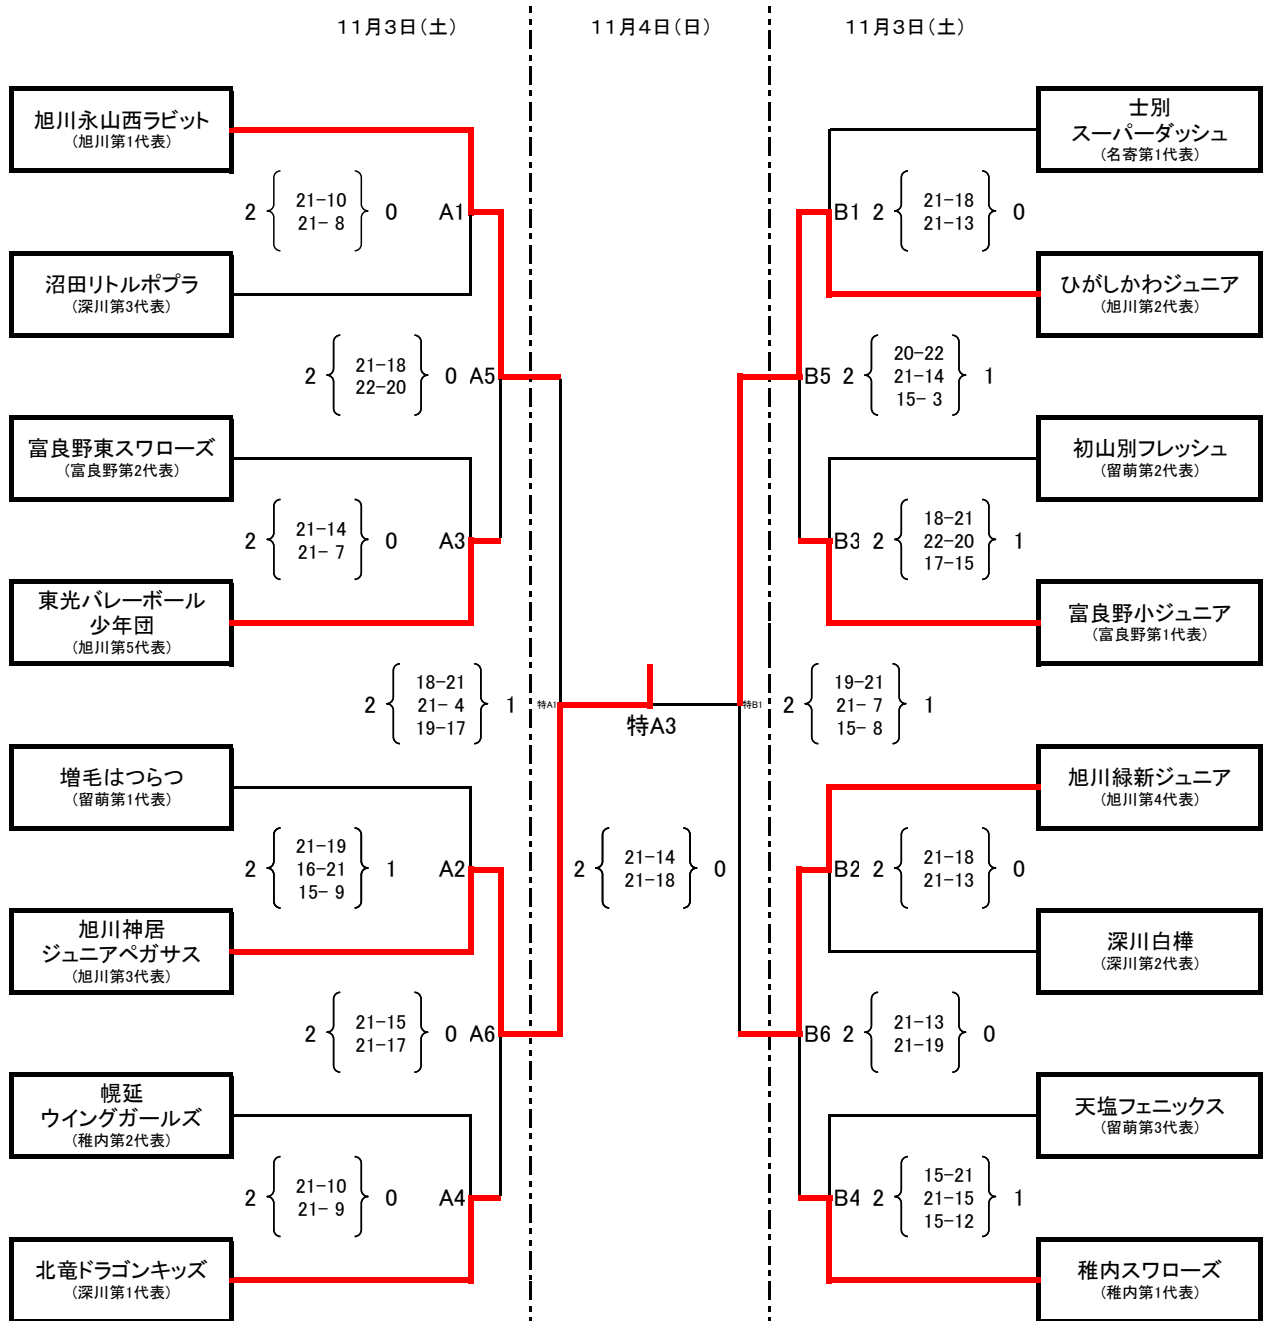 11月3日(土)
11月4日(日)
11月3日(土)
旭川永山西ラビット
(旭川第1代表)
2
21-10
21- 8
0
A1
沼田リトルポプラ
(深川第3代表)
2
21-18
22-20
0
A5
富良野東スワローズ
(富良野第2代表)
2
21-14
21- 7
0
A3
東光バレーボール
少年団
(旭川第5代表)
2
18-21
21- 4
19-17
1
特A1
増毛はつらつ
(留萌第1代表)
2
21-19
16-21
15- 9
1
A2
旭川神居
ジュニアペガサス
(旭川第3代表)
2
21-15
21-17
0
A6
幌延
ウイングガールズ
(稚内第2代表)
2
21-10
21- 9
0
A4
北竜ドラゴンキッズ
(深川第1代表)
特A3
2
21-14
21-18
0
士別
スーパーダッシュ
(名寄第1代表)
B1
2
21-18
21-13
0
ひがしかわジュニア
(旭川第2代表)
B5
2
20-22
21-14
15- 3
1
初山別フレッシュ
(留萌第2代表)
B3
2
18-21
22-20
17-15
1
富良野小ジュニア
(富良野第1代表)
特B1
2
19-21
21- 7
15- 8
1
旭川緑新ジュニア
(旭川第4代表)
B2
2
21-18
21-13
0
深川白樺
(深川第2代表)
B6
2
21-13
21-19
0
天塩フェニックス
(留萌第3代表)
B4
2
15-21
21-15
15-12
1
稚内スワローズ
(稚内第1代表)